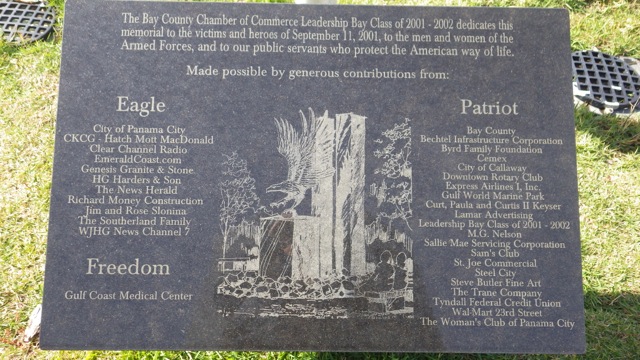 The Bay County Chamber of Commerce Leadership Bay Class of 2001 - 2002 dedicates this
memorial to the victims and heroes of September 11, 2001, to the men and women of the
Armed Forces, and to our public servants who protect the American way of life.
Made possible by generous contributions from:
Eagle
City of Panama City
CKCG - Hatch Mott MacDonald
Clear Channel Radio
EmeraldCoast.com
Genesis Granite & Stone
HG Harders & Son
The News Herald
Richard Money Construction
Jim and Rose Slonina
The Southerland Family
WJHG News Channel 7
Freedom
Gulf Coast Medical Center
Patriot
Bay County
Bechtel Infrastructure Corporation
Byrd Family Foundation
Cemex
City of Callaway
Downtown Rotary Club
Express Airlines I, Inc.
Gulf World Marine Park
Curt, Paula and Curtis II Keyser
Lamar Advertising
Leadership Bay Class of 2001 - 2002
M.G. Nelson
Sallie Mae Servicing Corporation
Sam's Club
St. Joe Commercial
Steel City
Steve Butler Fine Art
The Trane Company
Tyndall Federal Credit Union
Wal-Mart 23rd Street
The Woman's Club of Panama City